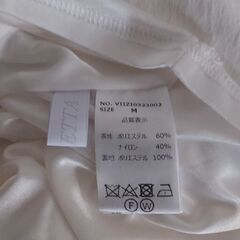 NO. V11210323002
SIZE M
品質表示
表地 ポリエステル 60%
ナイロン 40%
裏地 ポリエステル 100%
F W